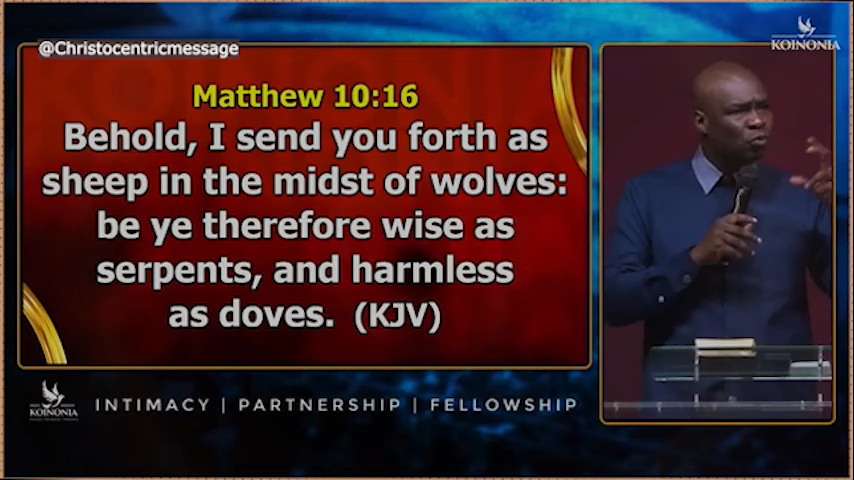 @Christocentricmessage
KOINONIA
Matthew 10:16
Behold, I send you forth as
sheep in the midst of wolves:
be ye therefore wise as
serpents, and harmless
as doves. (KJV)
KOINONIA
INTIMACY | PARTNERSHIP | FELLOWSHIP